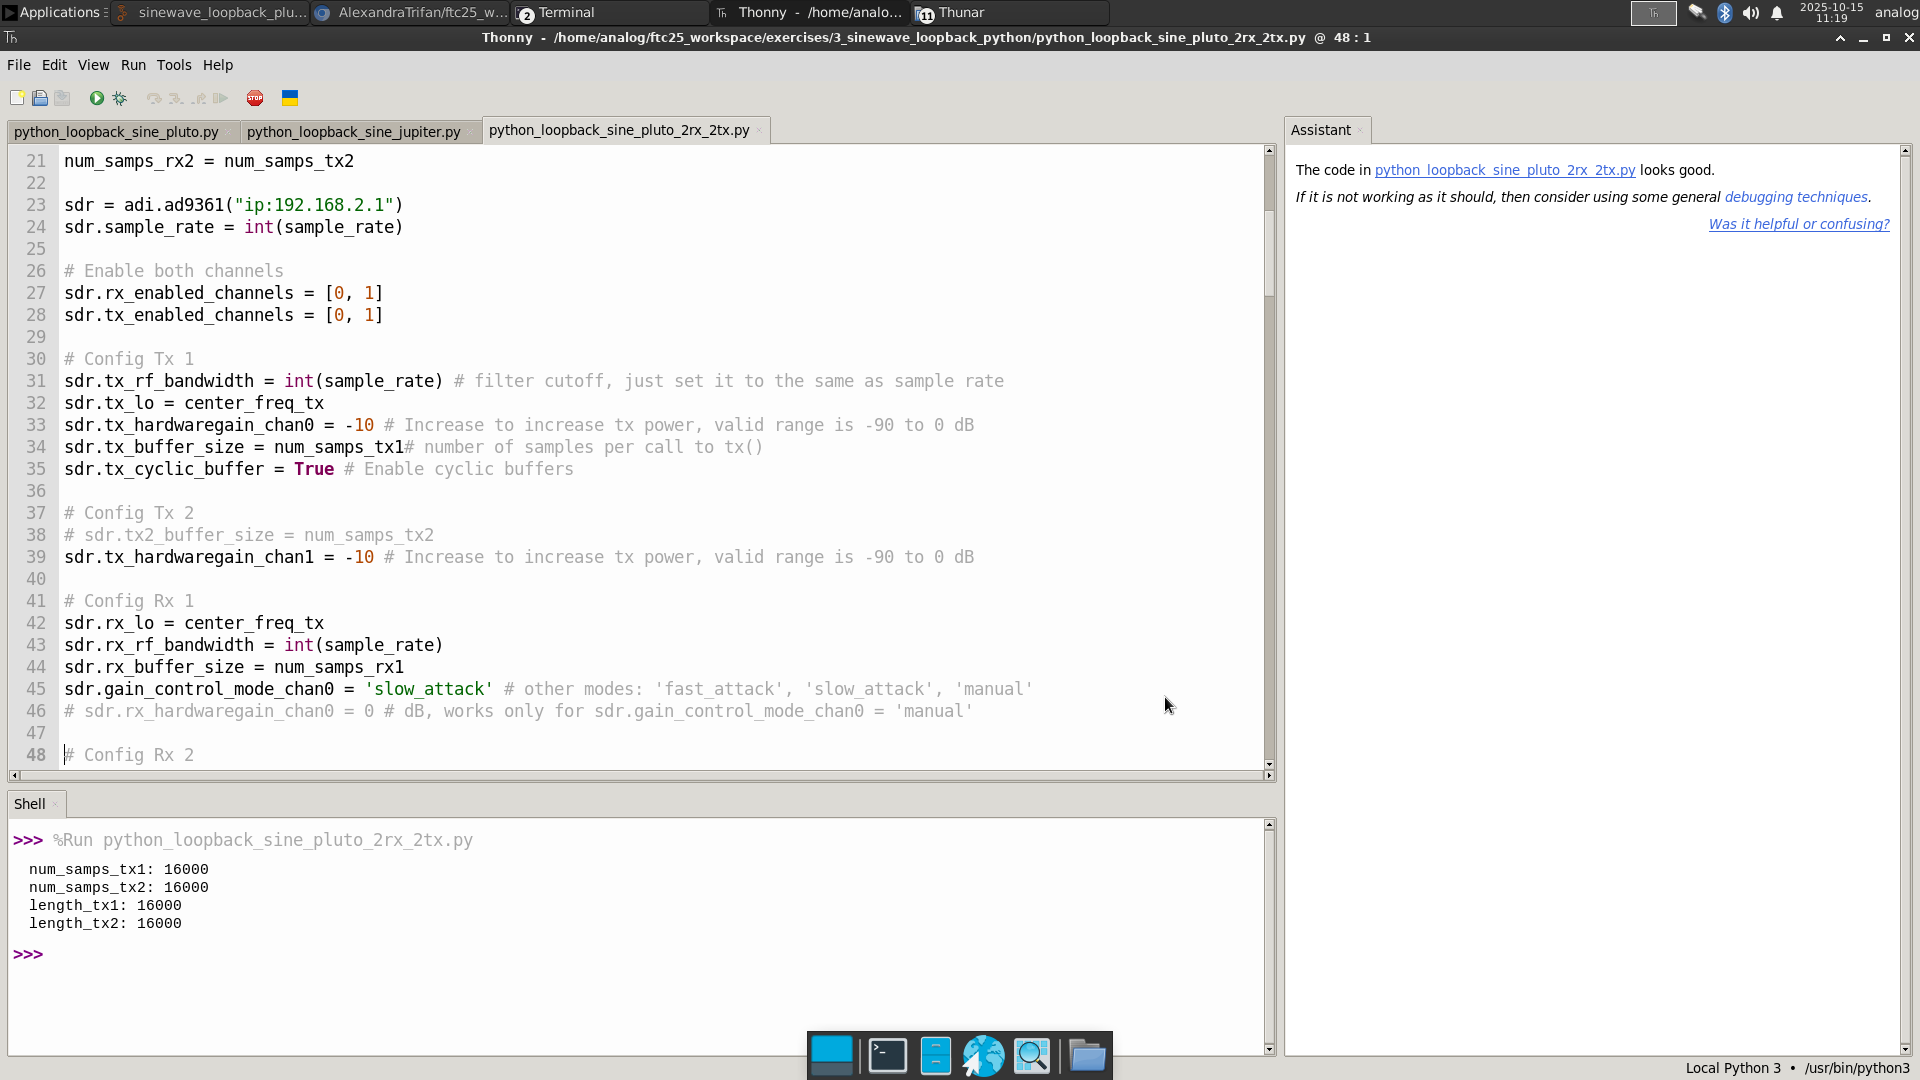 Applications
sinewave_loopback_plu...
AlexandraTrifan/ftc25_w...
2
Terminal
Thonny - /home/analo...
11
Thunar
2025-10-15
11:19
analog
Thonny - /home/analog/ftc25_workspace/exercises/3_sinewave_loopback_python/python_loopback_sine_pluto_2rx_2tx.py @ 48 : 1
File Edit View Run Tools Help
STOP
python_loopback_sine_pluto.py
python_loopback_sine_jupiter.py
python_loopback_sine_pluto_2rx_2tx.py
21 num_samps_rx2 = num_samps_tx2
22
23 sdr = adi.ad9361("ip:192.168.2.1")
24 sdr.sample_rate = int(sample_rate)
25
26 # Enable both channels
27 sdr.rx_enabled_channels = [0, 1]
28 sdr.tx_enabled_channels = [0, 1]
29
30 # Config Tx 1
31 sdr.tx_rf_bandwidth = int(sample_rate) # filter cutoff, just set it to the same as sample rate
32 sdr.tx_lo = center_freq_tx
33 sdr.tx_hardwaregain_chan0 = -10 # Increase to increase tx power, valid range is -90 to 0 dB
34 sdr.tx_buffer_size = num_samps_tx1# number of samples per call to tx()
35 sdr.tx_cyclic_buffer = True # Enable cyclic buffers
36
37 # Config Tx 2
38 # sdr.tx2_buffer_size = num_samps_tx2
39 sdr.tx_hardwaregain_chan1 = -10 # Increase to increase tx power, valid range is -90 to 0 dB
40
41 # Config Rx 1
42 sdr.rx_lo = center_freq_tx
43 sdr.rx_rf_bandwidth = int(sample_rate)
44 sdr.rx_buffer_size = num_samps_rx1
45 sdr.gain_control_mode_chan0 = 'slow_attack' # other modes: 'fast_attack', 'slow_attack', 'manual'
46 # sdr.rx_hardwaregain_chan0 = 0 # dB, works only for sdr.gain_control_mode_chan0 = 'manual'
47
48 # Config Rx 2
Assistant
The code in python_loopback_sine_pluto_2rx_2tx.py looks good.
If it is not working as it should, then consider using some general debugging techniques.
Was it helpful or confusing?
Shell
>>> %Run python_loopback_sine_pluto_2rx_2tx.py
num_samps_tx1: 16000
num_samps_tx2: 16000
length_tx1: 16000
length_tx2: 16000
>>>
Local Python 3 • /usr/bin/python3